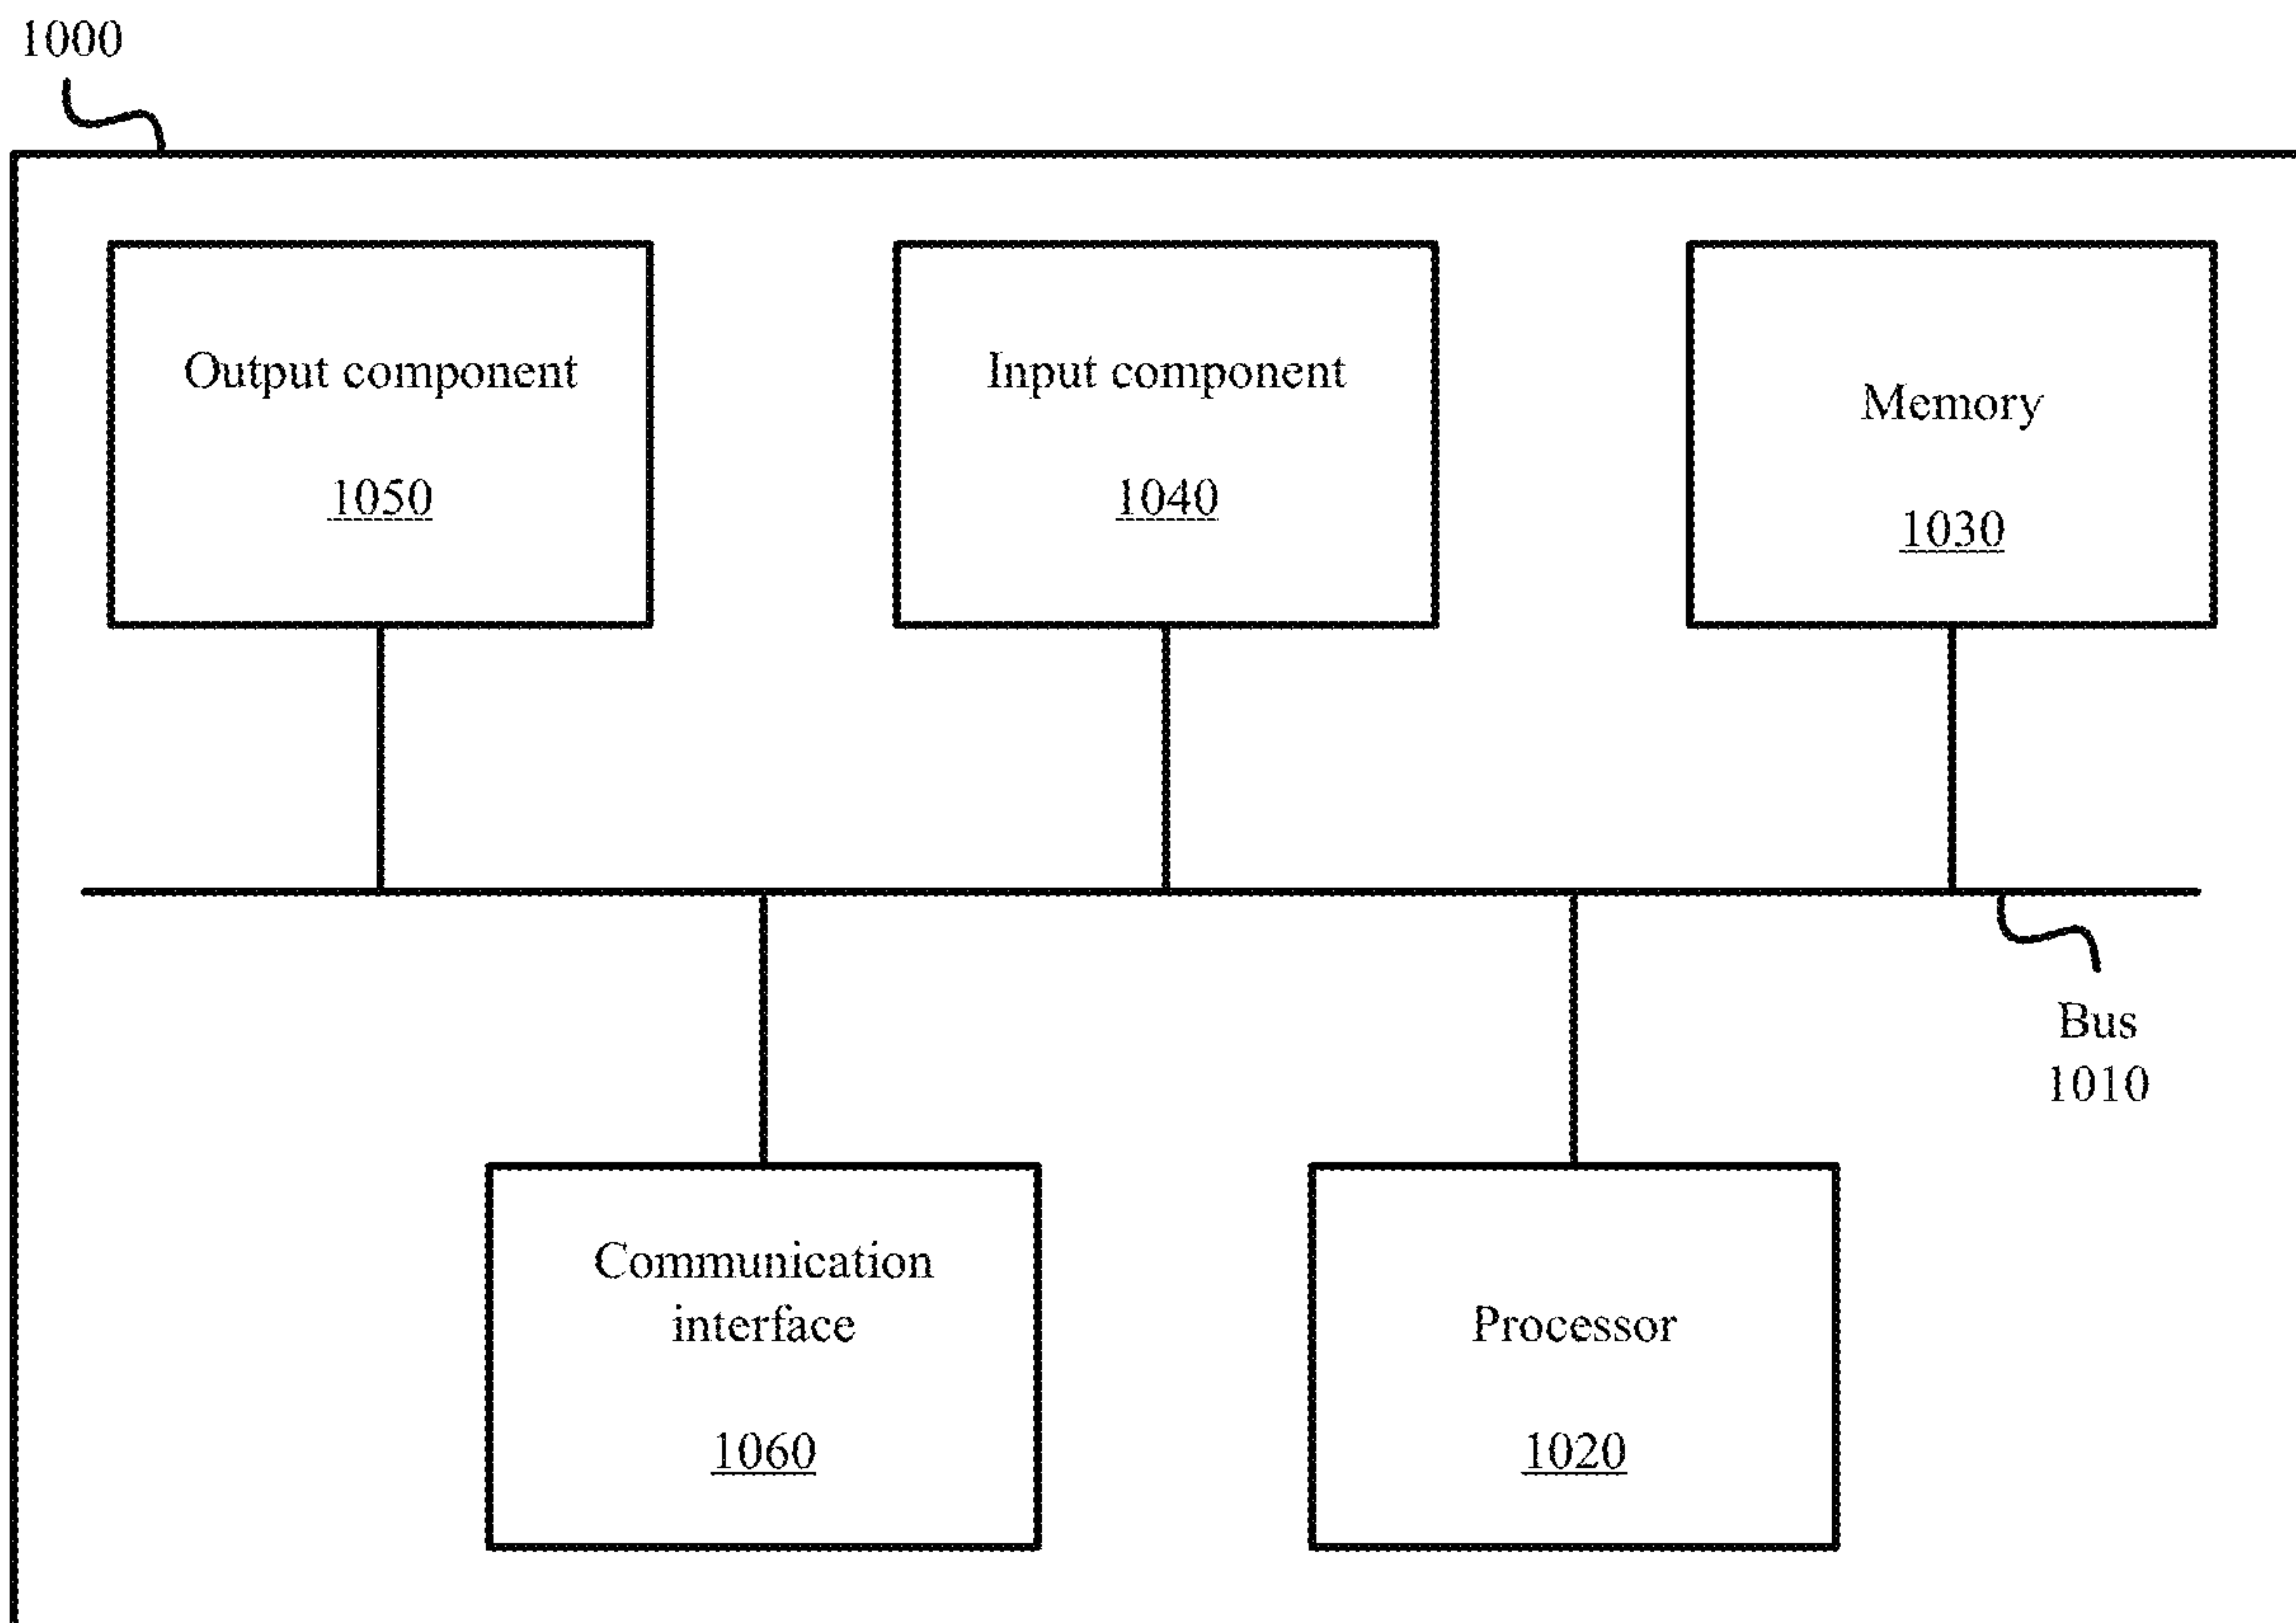 1000
Output component
1050
Input component
1040
Memory
1030
Bus
1010
Communication
interface
1060
Processor
1020